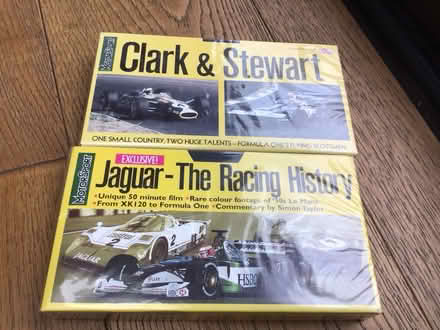 MOTOR SPORT
Clark & Stewart
ONE SMALL COUNTRY, TWO HUGE TALENTS – FORMULA ONE'S FLYING SCOTSMEN
MOTOR SPORT
EXCLUSIVE!
Jaguar-The Racing History
• Unique 50 minute film • Rare colour footage of '50s Le Mans
• From XK120 to Formula One • Commentary by Simon Taylor
2
2
JAGUAR
HSBC